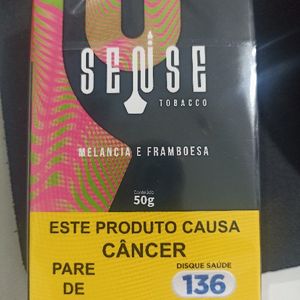 SENSE
TOBACCO
MELANCIA E FRAMBOESA
Conteúdo
50g
ESTE PRODUTO CAUSA
CÂNCER
PARE
DE
DISQUE SAÚDE
136